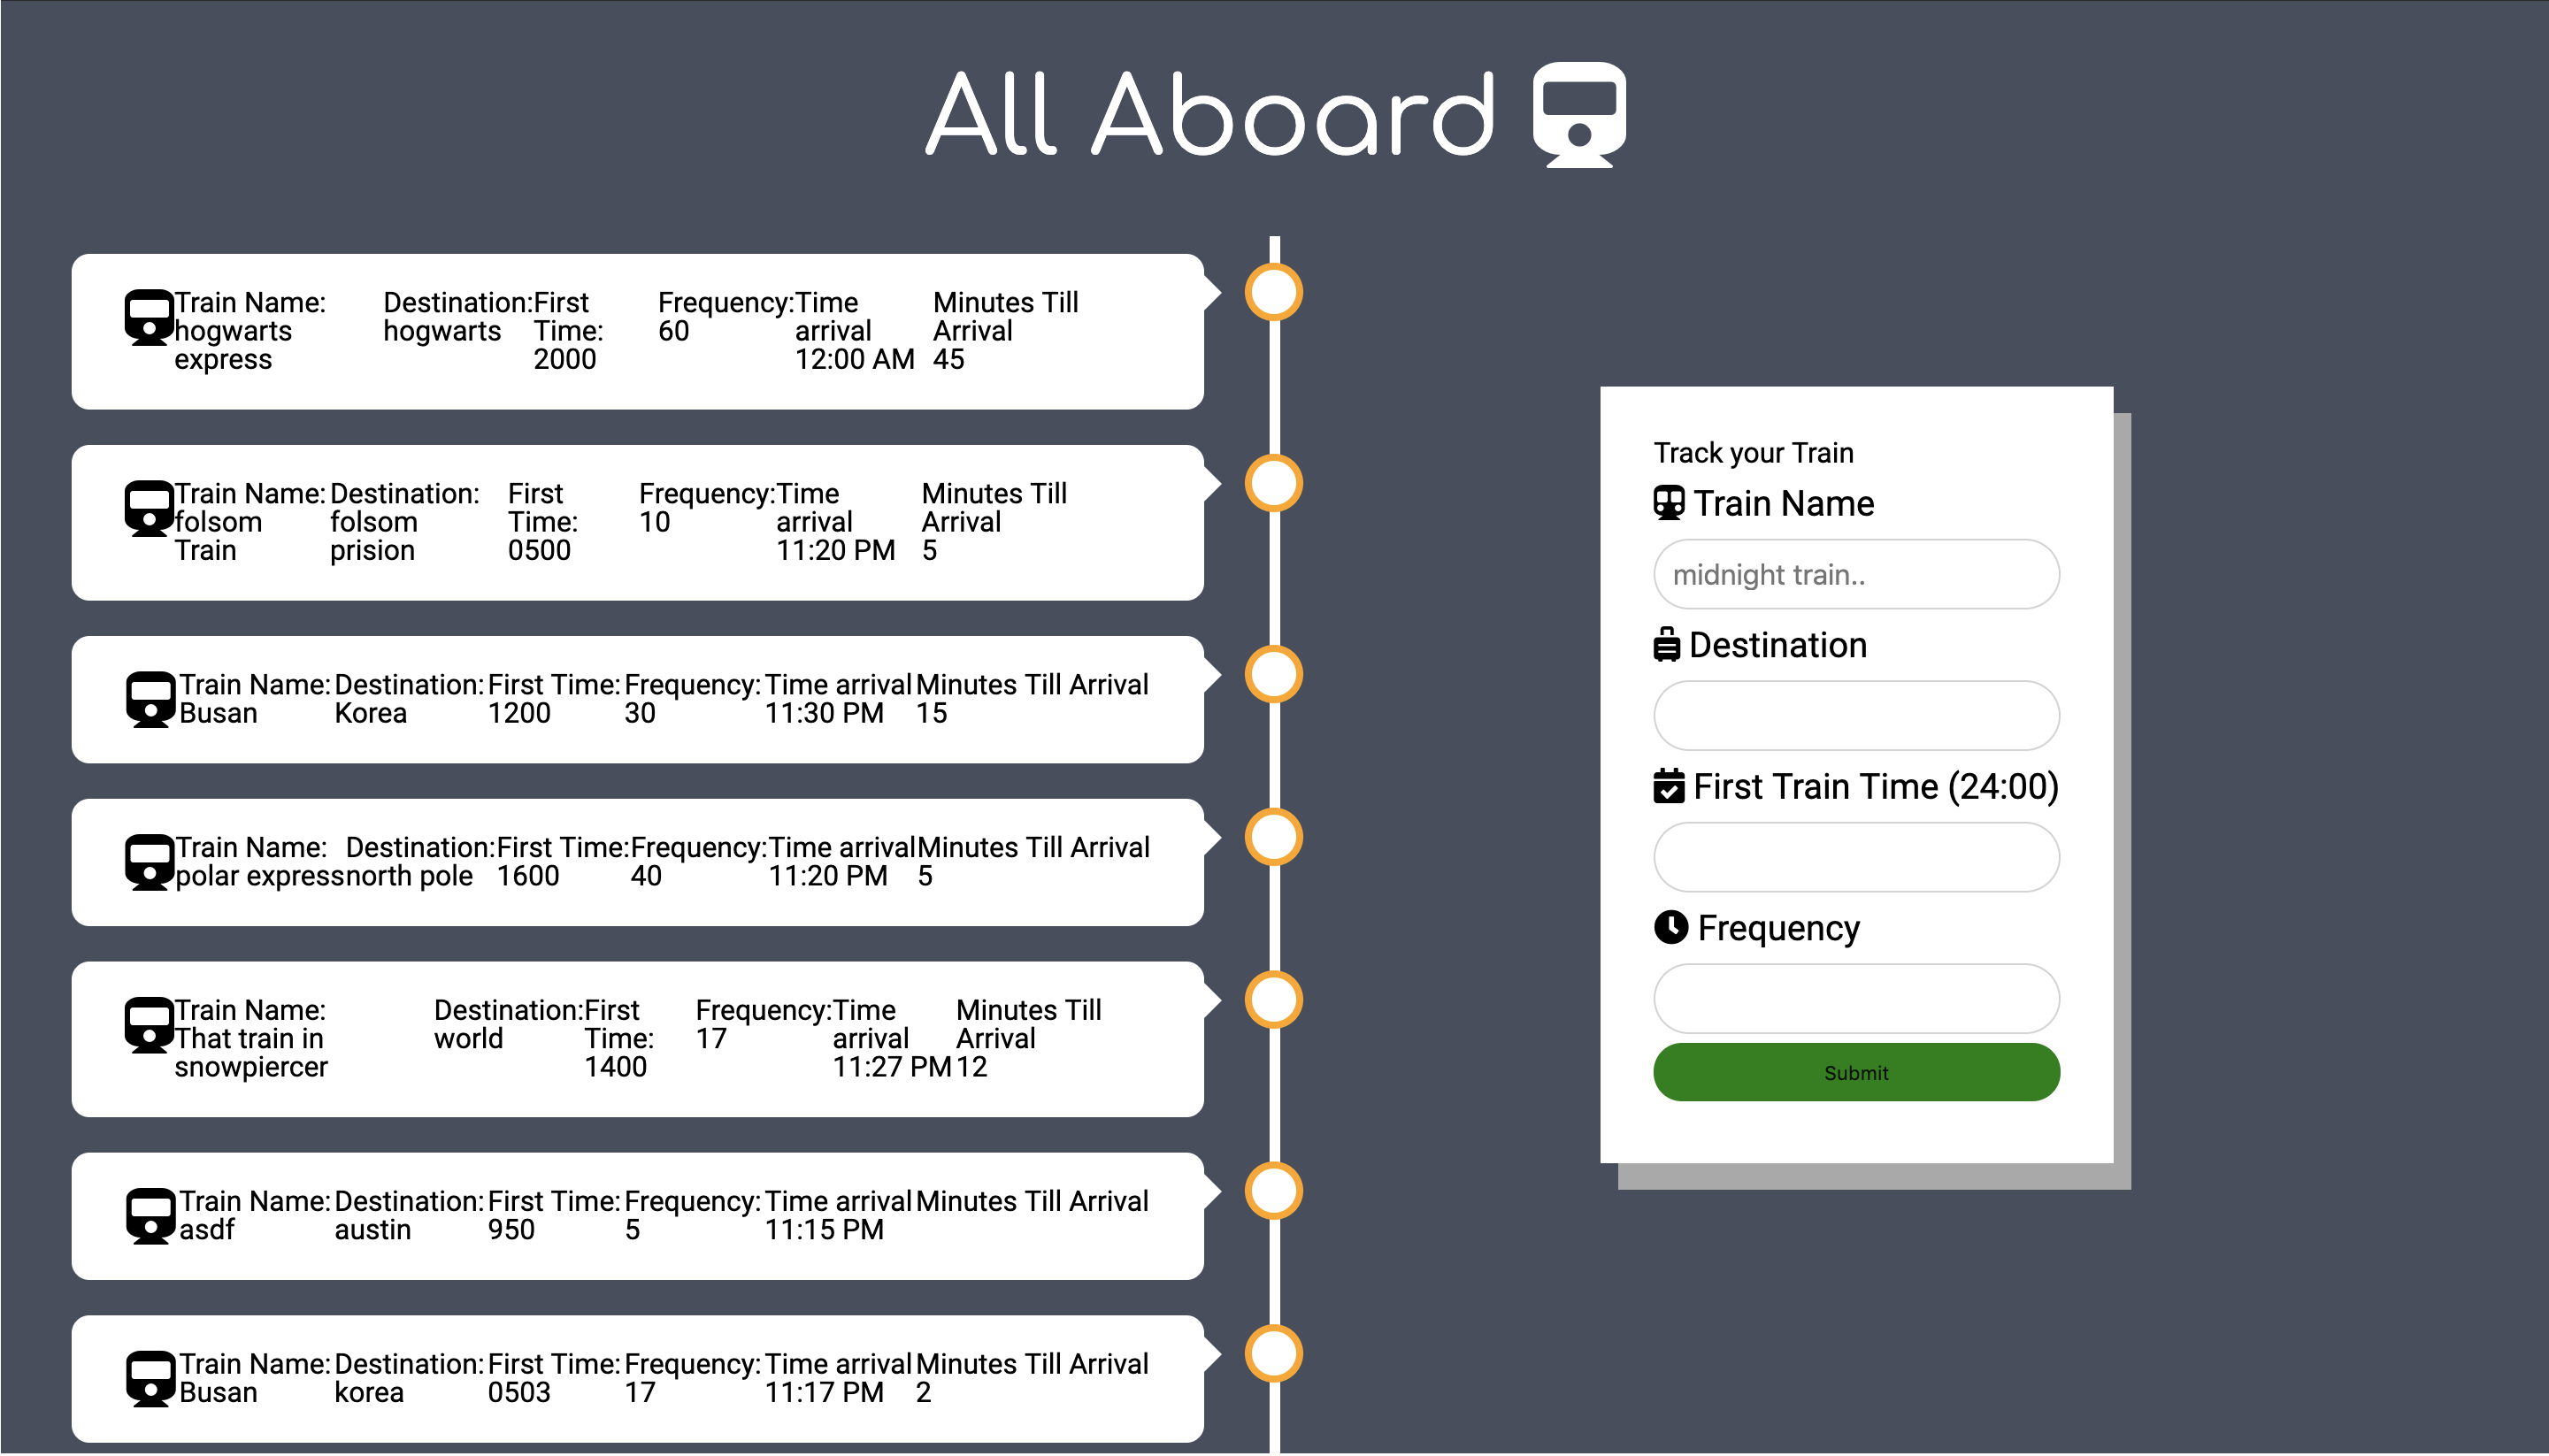 All Aboard
Train Name:
hogwarts
express
Destination:
hogwarts
First
Time:
2000
Frequency:
60
Time
arrival
12:00 AM
Minutes Till
Arrival
45
Train Name:
folsom
Train
Destination:
folsom
prision
First
Time:
0500
Frequency:
10
Time
arrival
11:20 PM
Minutes Till
Arrival
5
Train Name:
Busan
Destination:
Korea
First Time:
1200
Frequency:
30
Time arrival
11:30 PM
Minutes Till Arrival
15
Train Name:
polar express
Destination:
north pole
First Time:
1600
Frequency:
40
Time arrival
11:20 PM
Minutes Till Arrival
5
Train Name:
That train in
snowpiercer
Destination:
world
First
Time:
1400
Frequency:
17
Time
arrival
11:27 PM
Minutes Till
Arrival
12
Train Name:
asdf
Destination:
austin
First Time:
950
Frequency:
5
Time arrival
11:15 PM
Minutes Till Arrival
Train Name:
Busan
Destination:
korea
First Time:
0503
Frequency:
17
Time arrival
11:17 PM
Minutes Till Arrival
2
Track your Train
Train Name
midnight train..
Destination
First Train Time (24:00)
Frequency
Submit